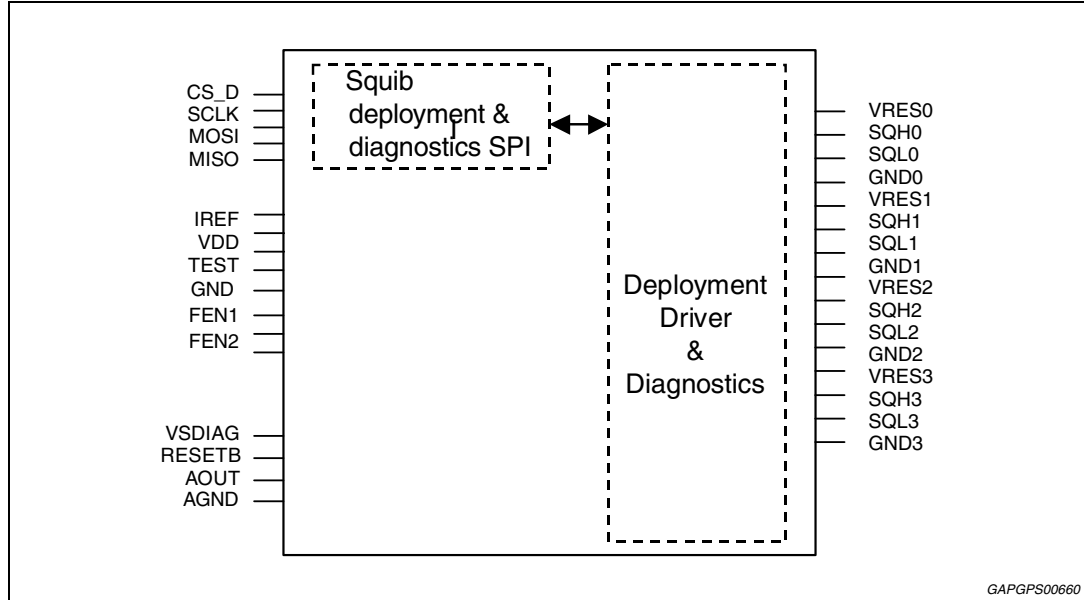 CS_D
SCLK
MOSI
MISO
IREF
VDD
TEST
GND
FEN1
FEN2
VSDIAG
RESETB
AOUT
AGND
Squib
deployment &
diagnostics SPI
Deployment
Driver
&
Diagnostics
VRES0
SQH0
SQL0
GND0
VRES1
SQH1
SQL1
GND1
VRES2
SQH2
SQL2
GND2
VRES3
SQH3
SQL3
GND3
GAPGPS00660